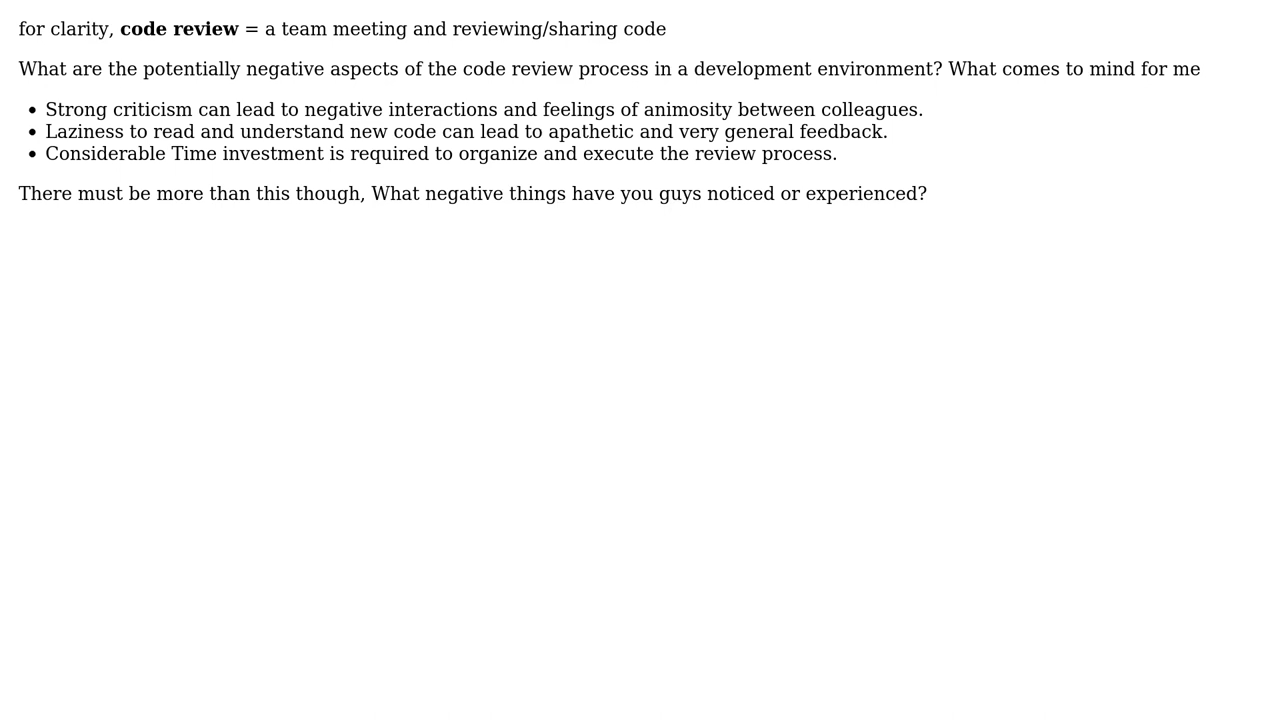 for clarity, code review = a team meeting and reviewing/sharing code
What are the potentially negative aspects of the code review process in a development environment? What comes to mind for me
• Strong criticism can lead to negative interactions and feelings of animosity between colleagues.
• Laziness to read and understand new code can lead to apathetic and very general feedback.
• Considerable Time investment is required to organize and execute the review process.
There must be more than this though, What negative things have you guys noticed or experienced?